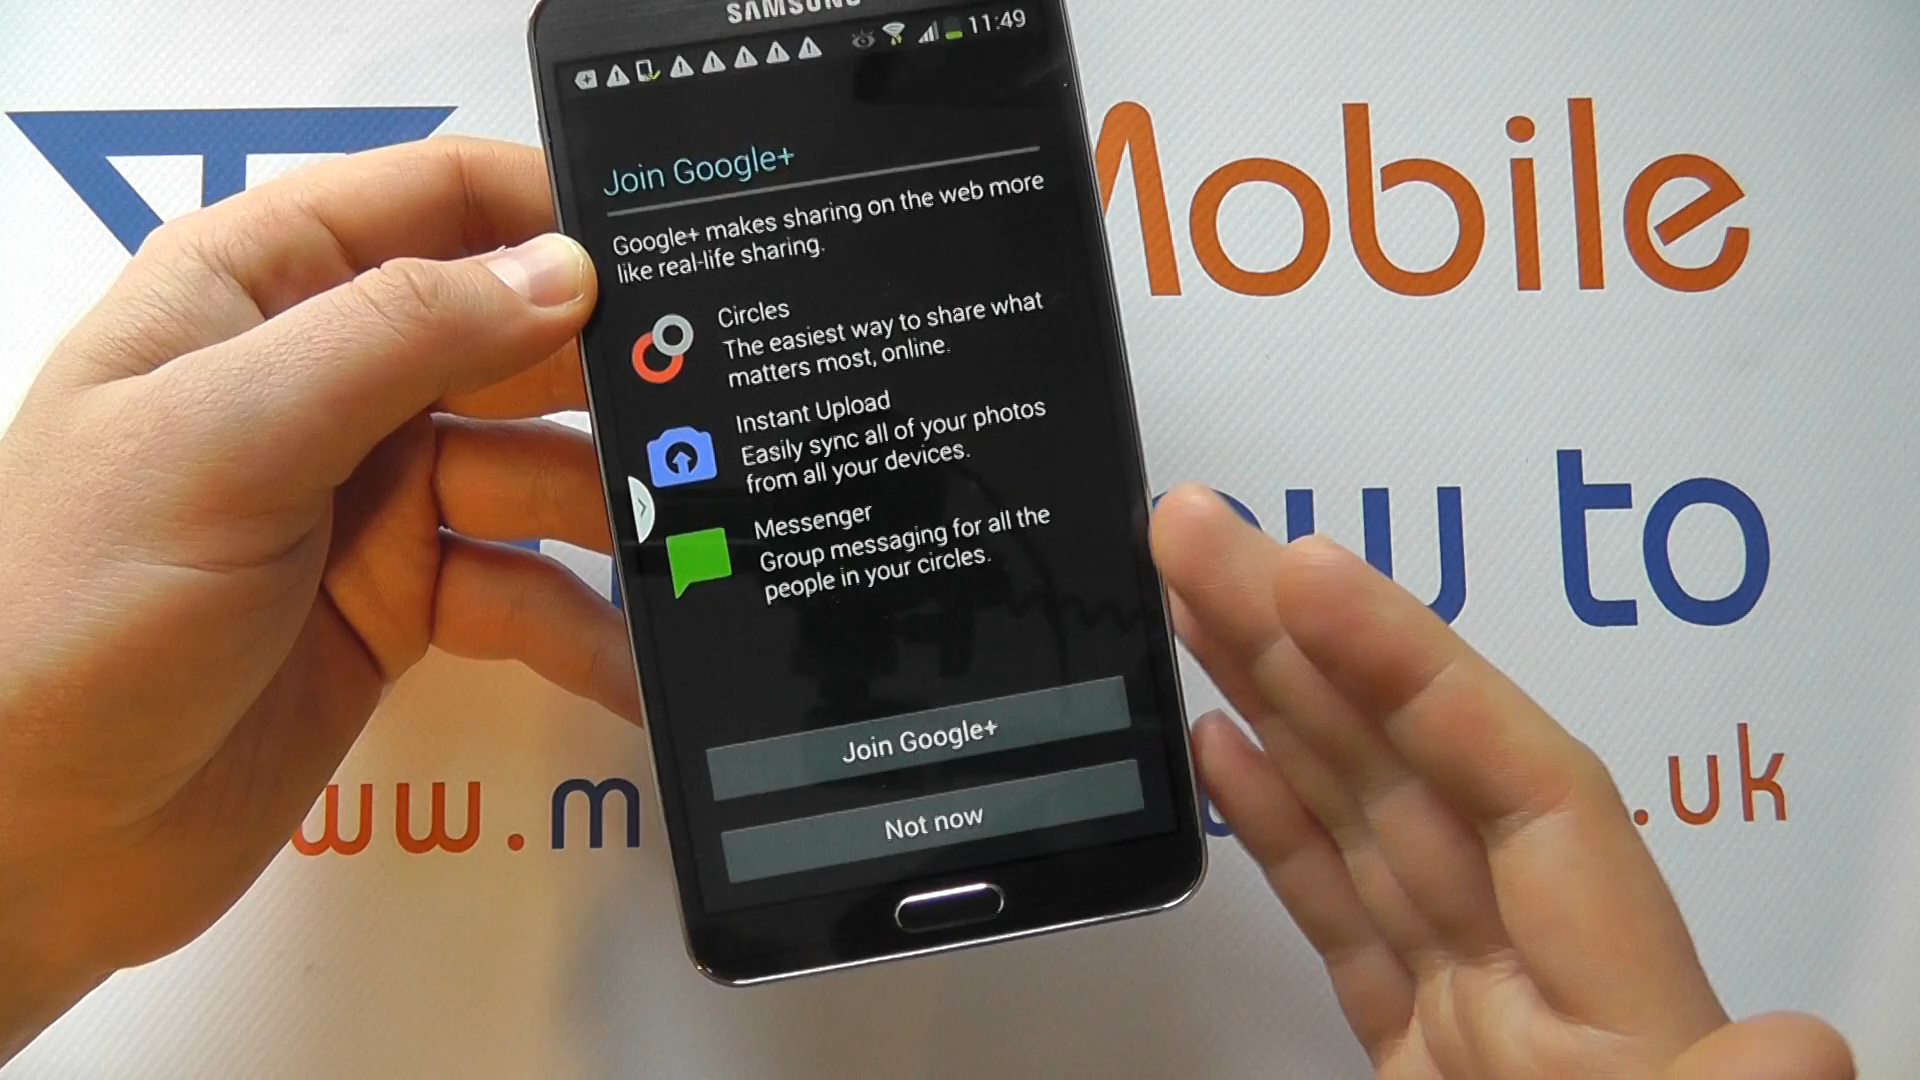 SAMSUNG
11:49
Join Google+
Google+ makes sharing on the web more
like real-life sharing.
Circles
The easiest way to share what
matters most, online.
Instant Upload
Easily sync all of your photos
from all your devices.
Messenger
Group messaging for all the
people in your circles.
Join Google+
Not now
Mobile
to
.uk